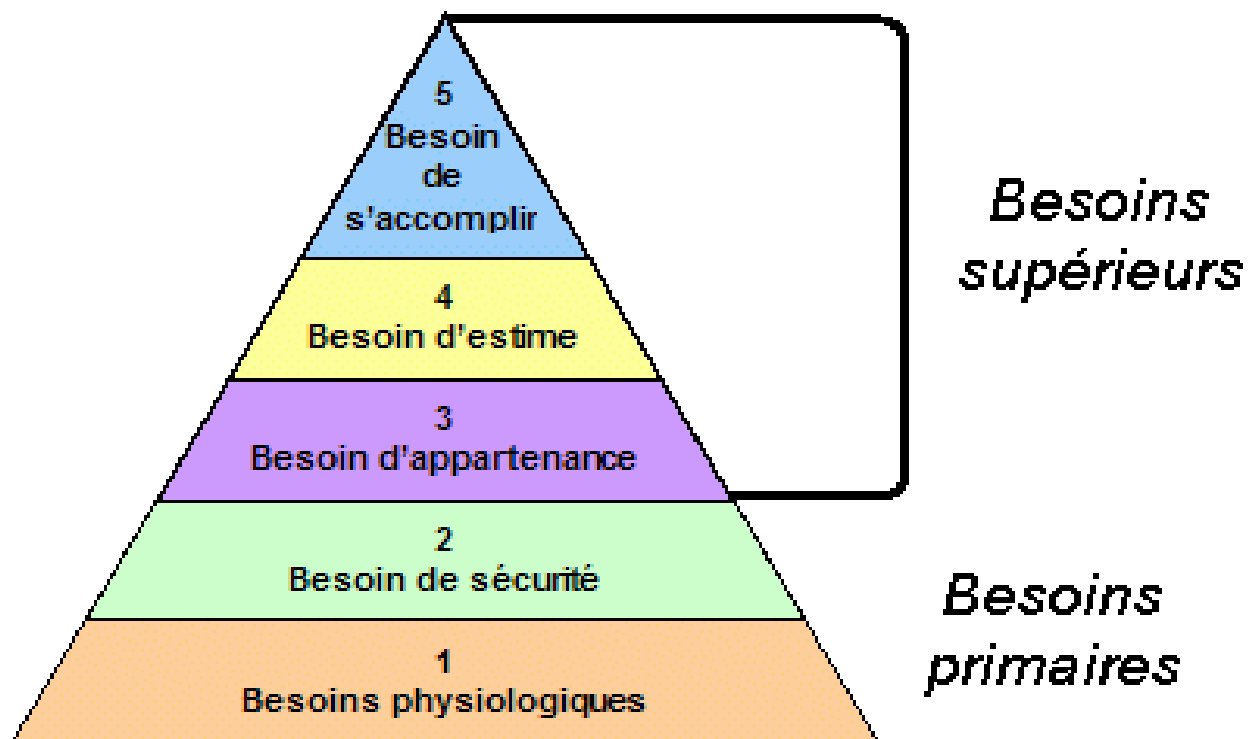 5
Besoin
de
s'accomplir
4
Besoin d'estime
3
Besoin d'appartenance
2
Besoin de sécurité
1
Besoins physiologiques
Besoins
supérieurs
Besoins
primaires